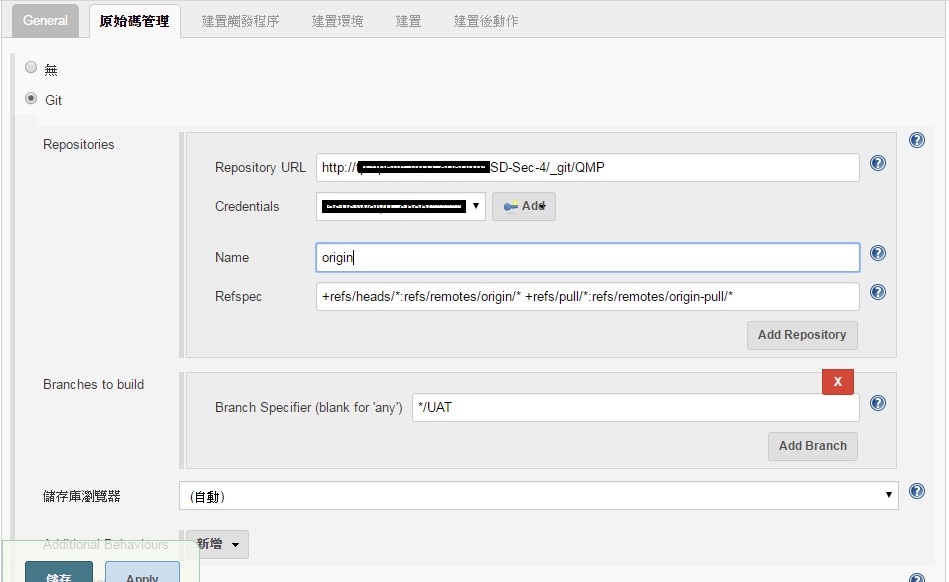 General 原始碼管理 建置觸發程序 建置環境 建置 建置後動作
無
Git
Repositories
Repository URL http:// SD-Sec-4/_git/QMP
Credentials Add
Name origin
Refspec +refs/heads/*:refs/remotes/origin/* +refs/pull/*:refs/remotes/origin-pull/*
Add Repository
Branches to build
X
Branch Specifier (blank for 'any') */UAT
Add Branch
儲存庫瀏覽器 (自動)
Additional Behaviours 新增
儲存 Apply